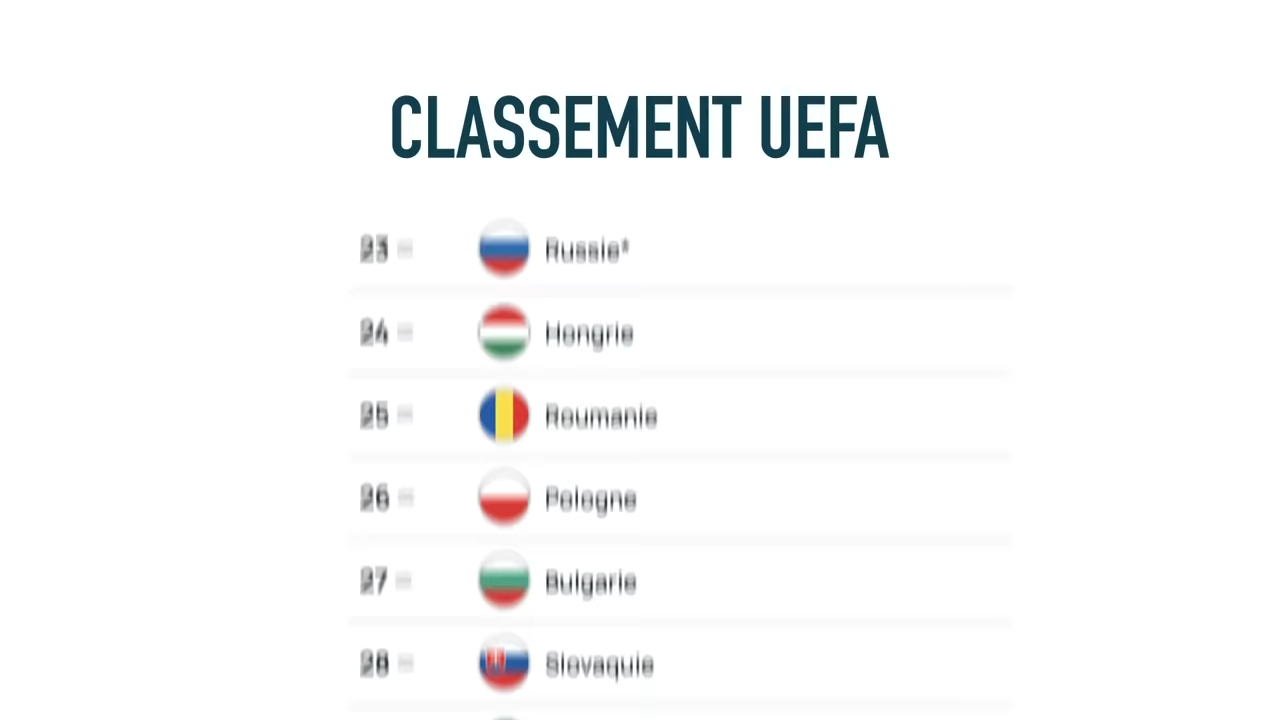 CLASSEMENT UEFA
23 Russie*
24 Hongrie
25 Roumanie
26 Pologne
27 Bulgarie
28 Slovaquie